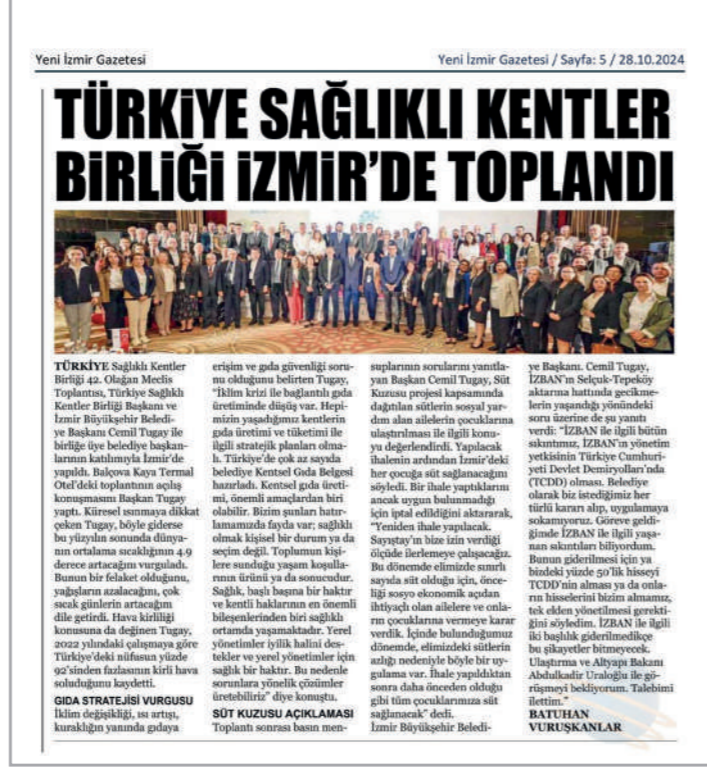 Yeni İzmir Gazetesi
Yeni İzmir Gazetesi / Sayfa: 5 / 28.10.2024
TÜRKİYE SAĞLIKLI KENTLER
BİRLİĞİ İZMİR'DE TOPLANDI
TÜRKİYE Sağlıklı Kentler
Birliği 42. Olağan Meclis
Toplantısı, Türkiye Sağlıklı
Kentler Birliği Başkanı ve
İzmir Büyükşehir Beledi-
ye Başkanı Cemil Tugay ile
birliğe üye belediye başkan-
larının katılımıyla İzmir'de
yapıldı. Balçova Kaya Termal
Otel'deki toplantının açılış
konuşmasını Başkan Tugay
yaptı. Küresel ısınmaya dikkat
çeken Tugay, böyle giderse
bu yüzyılın sonunda dünya-
nın ortalama sıcaklığının 4.9
derece artacağını vurguladı.
Bunun bir felaket olduğunu,
yağışların azalacağını, çok
sıcak günlerin artacağını
dile getirdi. Hava kirliliği
konusuna da değinen Tugay,
2022 yılındaki çalışmaya göre
Türkiye'deki nüfusun yüzde
92'sinden fazlasının kirli hava
soluduğunu kaydetti.
GIDA STRATEJİSİ VURGUSU
İklim değişikliği, ısı artışı,
kuraklığın yanında gıdaya
erişim ve gıda güvenliği soru-
nu olduğunu belirten Tugay,
"İklim krizi ile bağlantılı gıda
üretiminde düşüş var. Hepi-
mizin yaşadığımız kentlerin
gıda üretimi ve tüketimi ile
ilgili stratejik planları olma-
lı. Türkiye'de çok az sayıda
belediye Kentsel Gıda Belgesi
hazırladı. Kentsel gıda üreti-
mi, önemli amaçlardan biri
olabilir. Bizim şunları hatır-
lamamızda fayda var; sağlıklı
olmak kişisel bir durum ya da
seçim değil. Toplumun kişi-
lere sunduğu yaşam koşulla-
rının ürünü ya da sonucudur.
Sağlık, başlı başına bir haktır
ve kentli haklarının en önemli
bileşenlerinden biri sağlıklı
ortamda yaşamaktadır. Yerel
yönetimler iyilik halini des-
tekler ve yerel yönetimler için
sağlık bir haktır. Bu nedenle
sorunlara yönelik çözümler
üretebiliriz" diye konuştu.
SÜT KUZUSU AÇIKLAMASI
Toplantı sonrası basın men-
suplarının sorularını yanıtla-
yan Başkan Cemil Tugay, Süt
Kuzusu projesi kapsamında
dağıtılan sütlerin sosyal yar-
dım alan ailelerin çocuklarına
ulaştırılması ile ilgili konu-
yu değerlendirdi. Yapılacak
ihalenin ardından İzmir'deki
her çocuğa süt sağlanacağını
söyledi. Bir ihale yaptıklarını
ancak uygun bulunmadığı
için iptal edildiğini aktararak,
"Yeniden ihale yapılacak.
Sayıştay'ın bize izin verdiği
ölçüde ilerlemeye çalışacağız.
Bu dönemde elimizde sınırlı
sayıda süt olduğu için, önce-
liği sosyo ekonomik açıdan
ihtiyaçlı olan ailelere ve onla-
rın çocuklarına vermeye karar
verdik. İçinde bulunduğumuz
dönemde, elimizdeki sütlerin
azlığı nedeniyle böyle bir uy-
gulama var. İhale yapıldıktan
sonra daha önceden olduğu
gibi tüm çocuklarımıza süt
sağlanacak" dedi.
İzmir Büyükşehir Beledi-
ye Başkanı. Cemil Tugay,
İZBAN'ın Selçuk-Tepeköy
aktarma hattında gecikme-
lerin yaşandığı yönündeki
soru üzerine de şu yanıtı
verdi: "İZBAN ile ilgili bütün
sıkıntımız, İZBAN'ın yönetim
yetkisinin Türkiye Cumhuri-
yeti Devlet Demiryolları'nda
(TCDD) olması. Belediye
olarak biz istediğimiz her
türlü kararı alıp, uygulamaya
sokamıyoruz. Göreve geldi-
ğimde İZBAN ile ilgili yaşa-
nan sıkıntıları biliyordum.
Bunun giderilmesi için ya
bizdeki yüzde 50'lik hisseyi
TCDD'nin alması ya da onla-
rın hisselerini bizim almamız,
tek elden yönetilmesi gerekti-
ğini söyledim. İZBAN ile ilgili
iki başlık giderilmedikçe
bu şikayetler bitmeyecek.
Ulaştırma ve Altyapı Bakanı
Abdulkadir Uraloğlu ile gö-
rüşmeyi bekliyorum. Talebimi
ilettim."
BATUHAN
VURUŞKANLAR